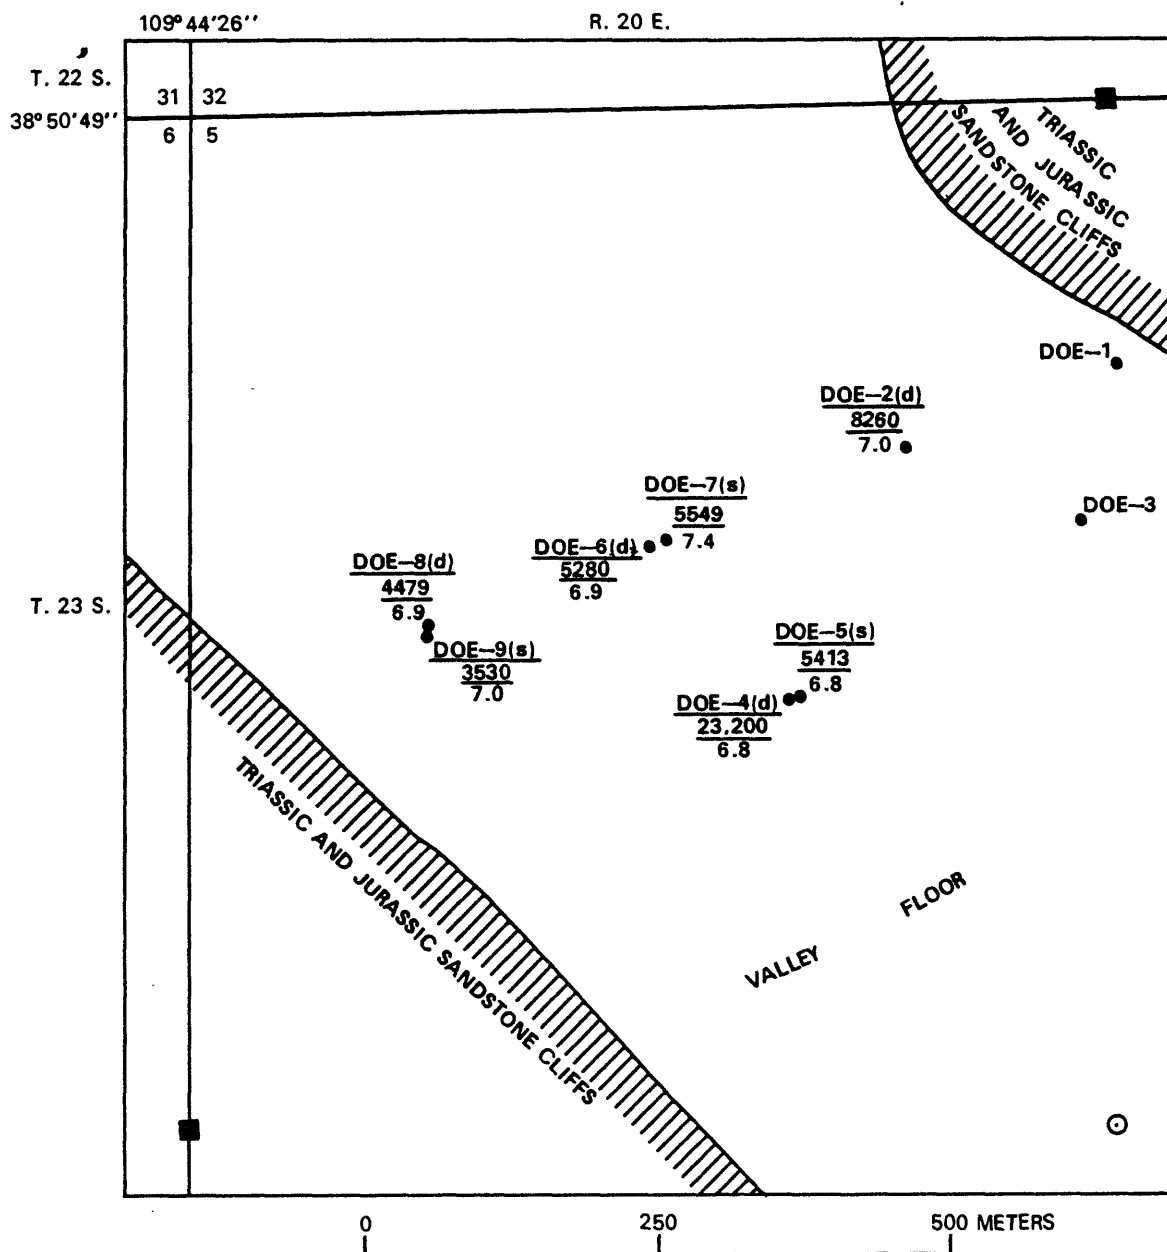 109° 44'26''
R. 20 E.
T. 22 S.
31 32
38° 50'49''
6 5
TRIASSIC
AND JURASSIC
SANDSTONE CLIFFS
DOE-1
DOE-2(d)
8260
7.0
DOE-3
DOE-7(s)
5549
7.4
DOE-6(d)
5280
6.9
DOE-8(d)
4479
6.9
T. 23 S.
DOE-9(s)
3530
7.0
DOE-5(s)
5413
6.8
DOE-4(d)
23,200
6.8
TRIASSIC AND JURASSIC SANDSTONE CLIFFS
VALLEY FLOOR
0 250 500 METERS